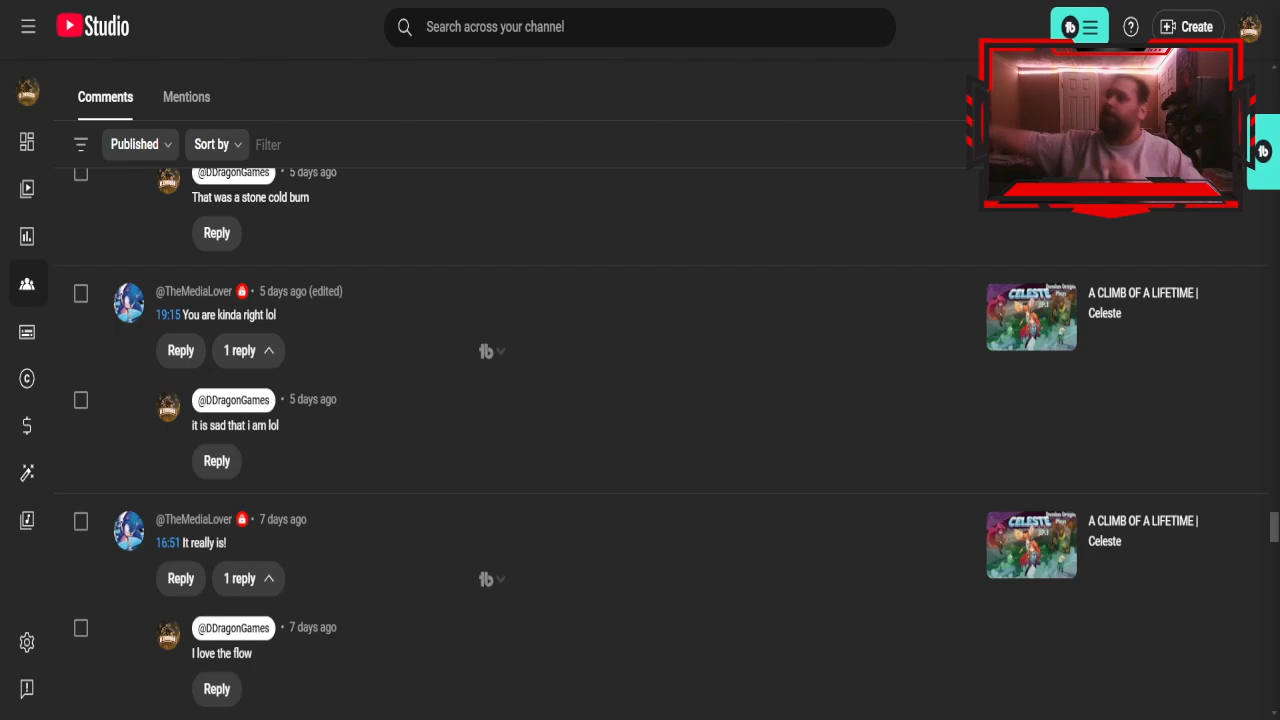 Studio
Search across your channel
Create
Comments
Mentions
Published
Sort by
Filter
@DDragonGames • 5 days ago
That was a stone cold burn
Reply
@TheMediaLover • 5 days ago (edited)
19:15 You are kinda right lol
Reply
1 reply
CELESTE
A CLIMB OF A LIFETIME |
Celeste
@DDragonGames • 5 days ago
it is sad that i am lol
Reply
@TheMediaLover • 7 days ago
16:51 It really is!
Reply
1 reply
CELESTE
A CLIMB OF A LIFETIME |
Celeste
@DDragonGames • 7 days ago
I love the flow
Reply